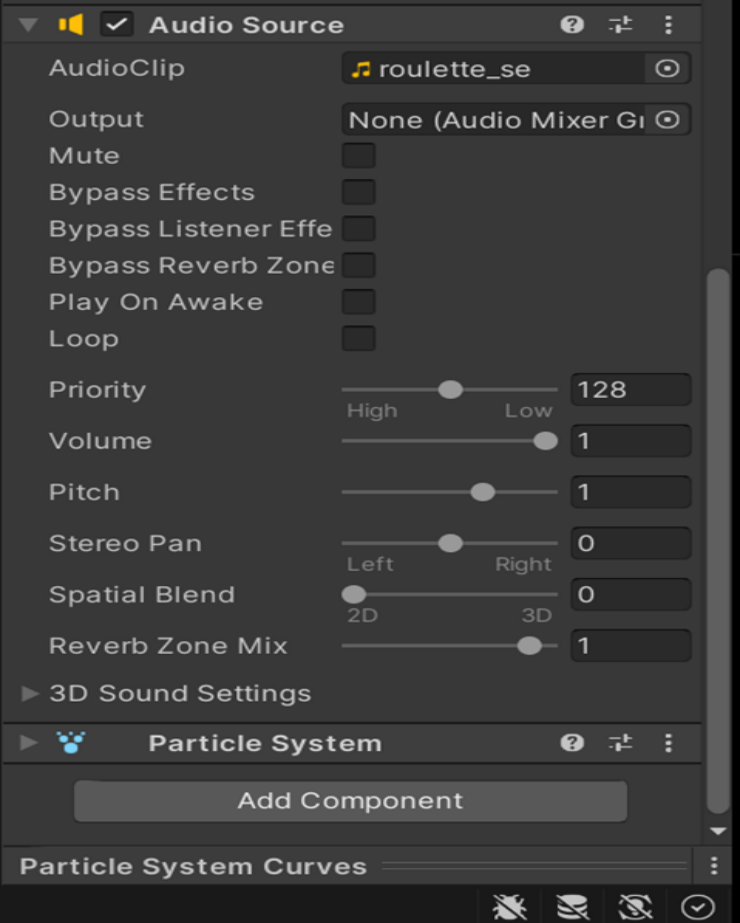 Audio Source
AudioClip roulette_se
Output None (Audio Mixer Gr
Mute
Bypass Effects
Bypass Listener Effe
Bypass Reverb Zone
Play On Awake
Loop
Priority 128
High Low
Volume 1
Pitch 1
Stereo Pan 0
Left Right
Spatial Blend 0
2D 3D
Reverb Zone Mix 1
3D Sound Settings
Particle System
Add Component
Particle System Curves